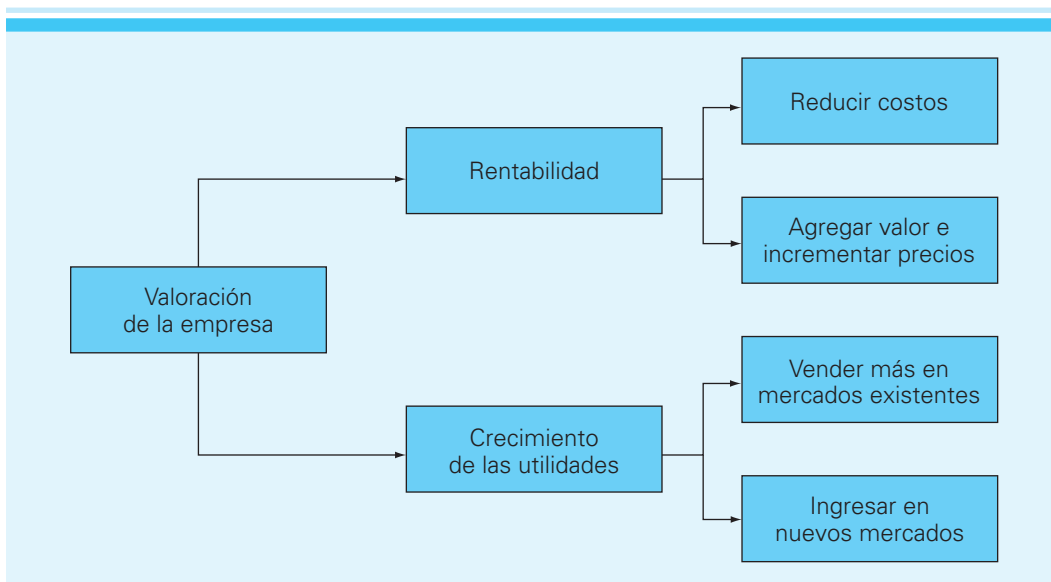 Reducir costos
Rentabilidad
Agregar valor e
incrementar precios
Valoración
de la empresa
Vender más en
mercados existentes
Crecimiento
de las utilidades
Ingresar en
nuevos mercados